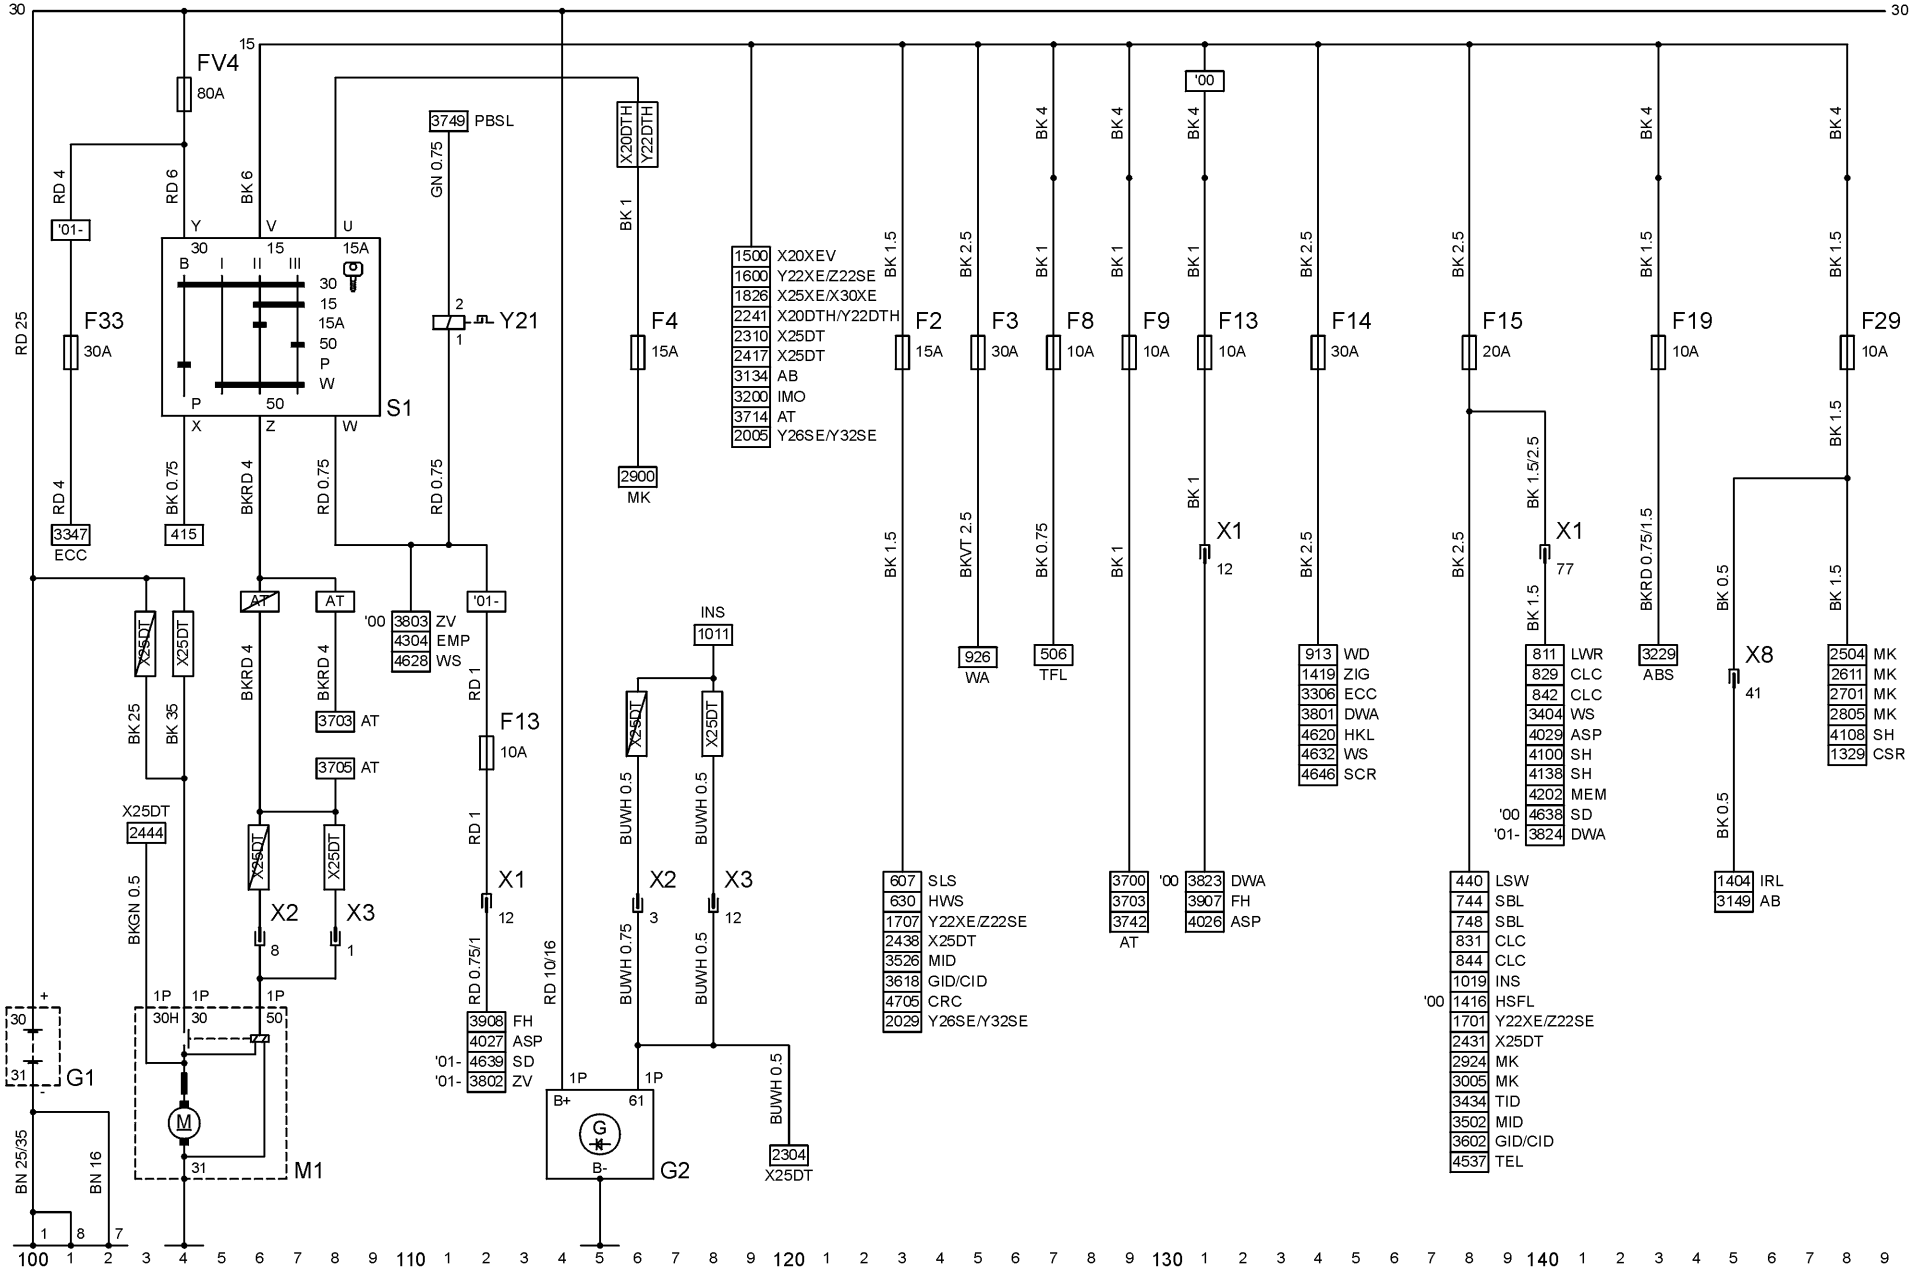 30 30
15
FV4
80A
3749 PBSL
'00
X20DTH
Y22DTH
RD 4
RD 6
BK 6
GN 0.75
BK 1
BK 4
BK 4
BK 4
BK 4
BK 4
'01-
Y V U
30 15 15A
B I II III
30
15
15A
50
P
W
P 50
S1
X Z W
RD 25
F33
30A
2
Y21
1
F4
15A
1500 X20XEV
1600 Y22XE/Z22SE
1826 X25XE/X30XE
2241 X20DTH/Y22DTH
2310 X25DT
2417 X25DT
3134 AB
3200 IMO
3714 AT
2005 Y26SE/Y32SE
BK 1.5
BK 2.5
BK 1
BK 1
BK 1
BK 2.5
BK 2.5
BK 1.5
BK 1.5
F2
15A
F3
30A
F8
10A
F9
10A
F13
10A
F14
30A
F15
20A
F19
10A
F29
10A
RD 4
BK 0.75
BKRD 4
RD 0.75
RD 0.75
2900
MK
BK 1
BK 1.5/2.5
BK 1.5
3347
ECC
415
BK 1.5
BKVT 2.5
BK 0.75
BK 1
X1
12
BK 2.5
BK 2.5
X1
77
BK 1.5
BKRD 0.75/1.5
BK 0.5
BK 1.5
X25DT
X25DT
AT
AT
'00 3803 ZV
4304 EMP
4628 WS
'01-
INS
1011
BK 25
BK 35
BKRD 4
BKRD 4
RD 1
3703 AT
F13
10A
X25DT
X25DT
926
WA
506
TFL
913 WD
1419 ZIG
3306 ECC
3801 DWA
4620 HKL
4632 WS
4646 SCR
811 LWR
829 CLC
842 CLC
3404 WS
4029 ASP
4100 SH
4138 SH
4202 MEM
'00 4638 SD
'01- 3824 DWA
3229
ABS
X8
41
2504 MK
2611 MK
2701 MK
2805 MK
4108 SH
1329 CSR
3705 AT
X25DT
2444
X25DT
X25DT
RD 1
BUWH 0.5
BUWH 0.5
BK 0.5
BKGN 0.5
X2
8
X3
1
X1
12
X2
3
X3
12
607 SLS
630 HWS
1707 Y22XE/Z22SE
2438 X25DT
3526 MID
3618 GID/CID
4705 CRC
2029 Y26SE/Y32SE
3700
3703
3742
AT
'00 3823 DWA
3907 FH
4026 ASP
440 LSW
744 SBL
748 SBL
831 CLC
844 CLC
1019 INS
'00 1416 HSFL
1701 Y22XE/Z22SE
2431 X25DT
2924 MK
3005 MK
3434 TID
3502 MID
3602 GID/CID
4537 TEL
1404 IRL
3149 AB
RD 0.75/1
RD 10/16
BUWH 0.75
BUWH 0.5
+
30
31
-
G1
1P 1P 1P
30H 30 50
M
31
M1
3908 FH
4027 ASP
'01- 4639 SD
'01- 3802 ZV
1P 1P
B+ 61
G
B-
G2
BUWH 0.5
2304
X25DT
BN 25/35
BN 16
1 8 7
100 1 2 3 4 5 6 7 8 9 110 1 2 3 4 5 6 7 8 9 120 1 2 3 4 5 6 7 8 9 130 1 2 3 4 5 6 7 8 9 140 1 2 3 4 5 6 7 8 9